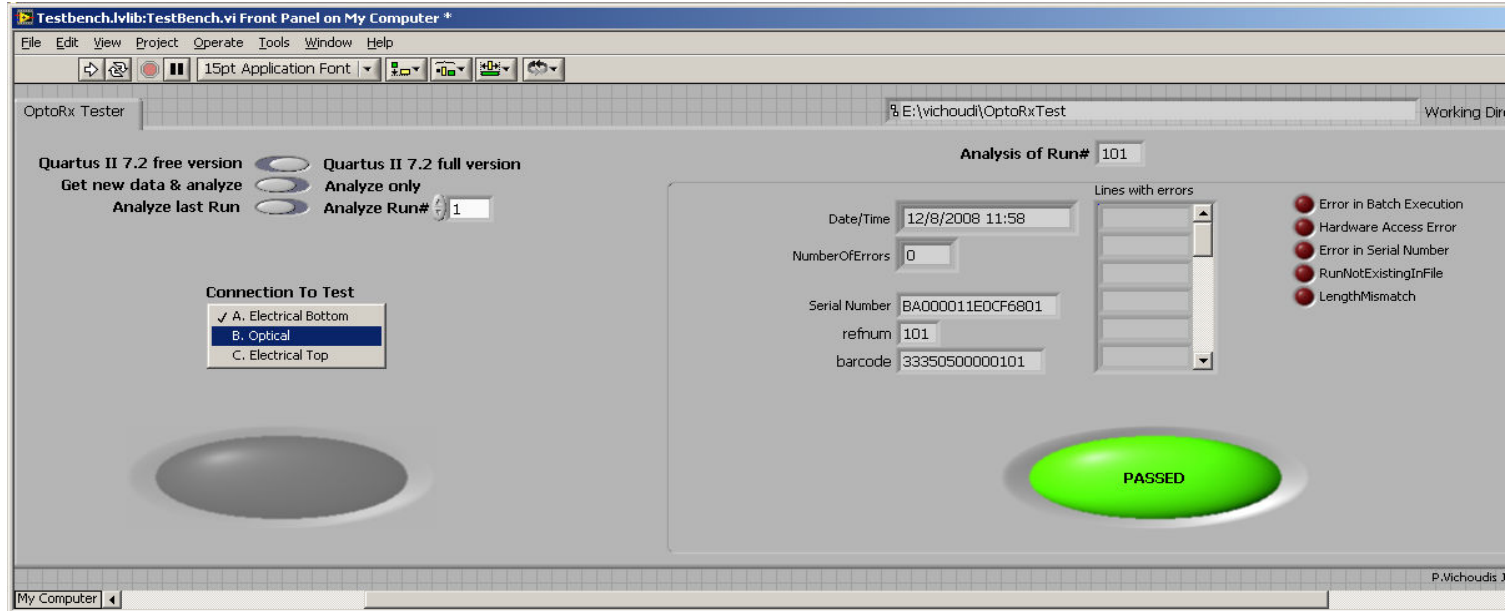 Testbench.lvlib:TestBench.vi Front Panel on My Computer *
File Edit View Project Operate Tools Window Help
15pt Application Font
OptoRx Tester
E:\vichoudi\OptoRxTest
Working Dire
Quartus II 7.2 free version Quartus II 7.2 full version
Get new data & analyze Analyze only
Analyze last Run Analyze Run# 1
Connection To Test
✓ A. Electrical Bottom
B. Optical
C. Electrical Top
Analysis of Run# 101
Date/Time 12/8/2008 11:58
NumberOfErrors 0
Serial Number BA000011E0CF6801
refnum 101
barcode 33350500000101
Lines with errors
Error in Batch Execution
Hardware Access Error
Error in Serial Number
RunNotExistingInFile
LengthMismatch
PASSED
P.Vichoudis J
My Computer